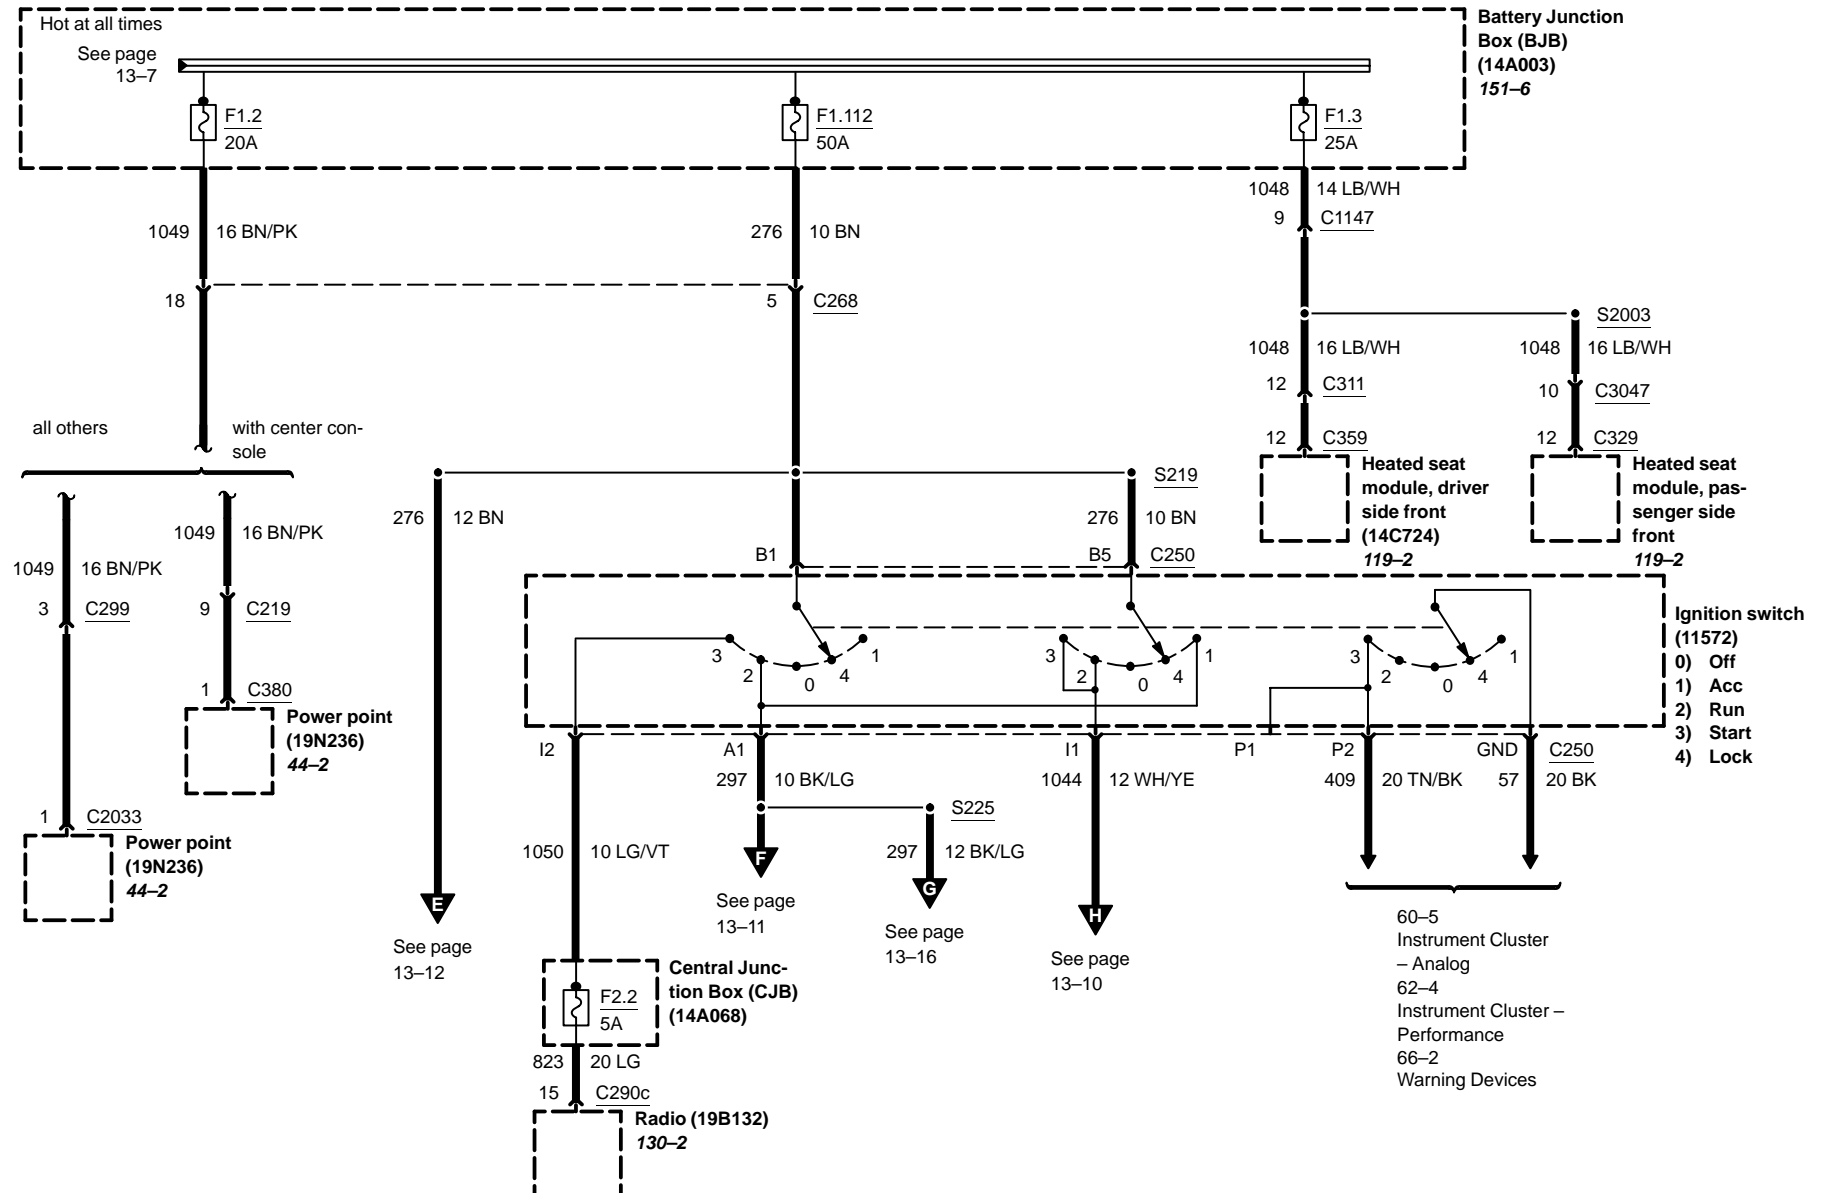 Hot at all times
See page
13–7
Battery Junction
Box (BJB)
(14A003)
151–6
F1.2
20A
F1.112
50A
F1.3
25A
1049
16 BN/PK
276
10 BN
1048
14 LB/WH
9
C1147
18
5
C268
S2003
1048
16 LB/WH
1048
16 LB/WH
12
C311
10
C3047
12
C359
12
C329
all others
with center con-
sole
Heated seat
module, driver
side front
(14C724)
119–2
Heated seat
module, pas-
senger side
front
119–2
S219
276
12 BN
276
10 BN
B1
B5
C250
1049
16 BN/PK
1049
16 BN/PK
3
C299
9
C219
1
C380
Power point
(19N236)
44–2
1
C2033
Power point
(19N236)
44–2
Ignition switch
(11572)
0) Off
1) Acc
2) Run
3) Start
4) Lock
3
2
0
4
1
3
2
0
4
1
3
2
0
4
1
I2
A1
I1
P1
P2
GND
C250
297
10 BK/LG
1044
12 WH/YE
409
20 TN/BK
57
20 BK
S225
1050
10 LG/VT
297
12 BK/LG
E
F
G
H
See page
13–12
See page
13–11
See page
13–16
See page
13–10
60–5
Instrument Cluster
– Analog
62–4
Instrument Cluster –
Performance
66–2
Warning Devices
Central Junc-
tion Box (CJB)
(14A068)
F2.2
5A
823
20 LG
15
C290c
Radio (19B132)
130–2